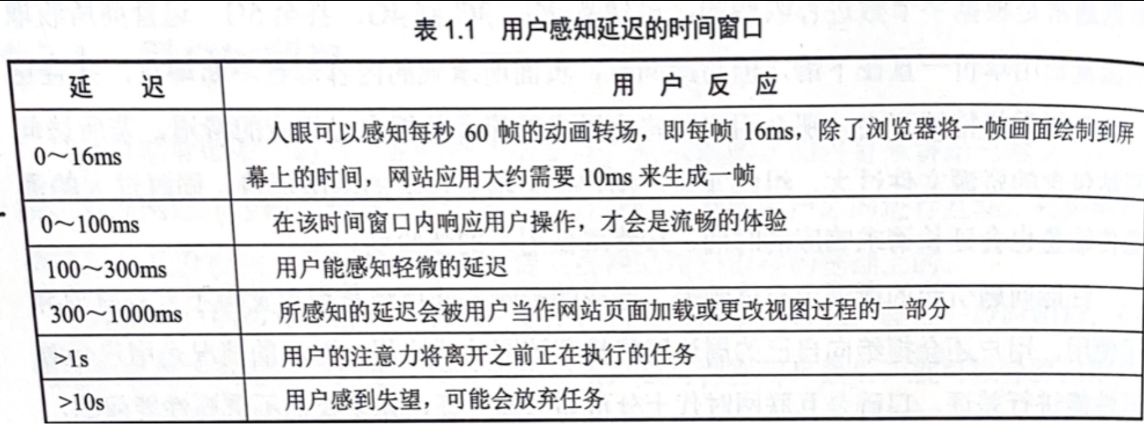 表 1.1 用户感知延迟的时间窗口
延 迟 用 户 反 应
0～16ms 人眼可以感知每秒 60 帧的动画转场，即每帧 16ms，除了浏览器将一帧画面绘制到屏
幕上的时间，网站应用大约需要 10ms 来生成一帧
0～100ms 在该时间窗口内响应用户操作，才会是流畅的体验
100～300ms 用户能感知轻微的延迟
300～1000ms 所感知的延迟会被用户当作网站页面加载或更改视图过程的一部分
>1s 用户的注意力将离开之前正在执行的任务
>10s 用户感到失望，可能会放弃任务